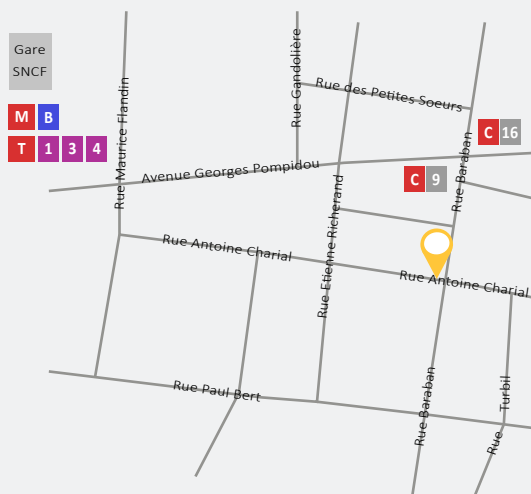 Gare
SNCF
M B
T 1 3 4
Rue Maurice Flandin
Rue Gandolière
Rue des Petites Soeurs
Avenue Georges Pompidou
C 16
C 9
Rue Baraban
Rue Etienne Richerand
Rue Antoine Charial
Rue Antoine Charial
Rue Paul Bert
Rue Baraban
Rue Turbil